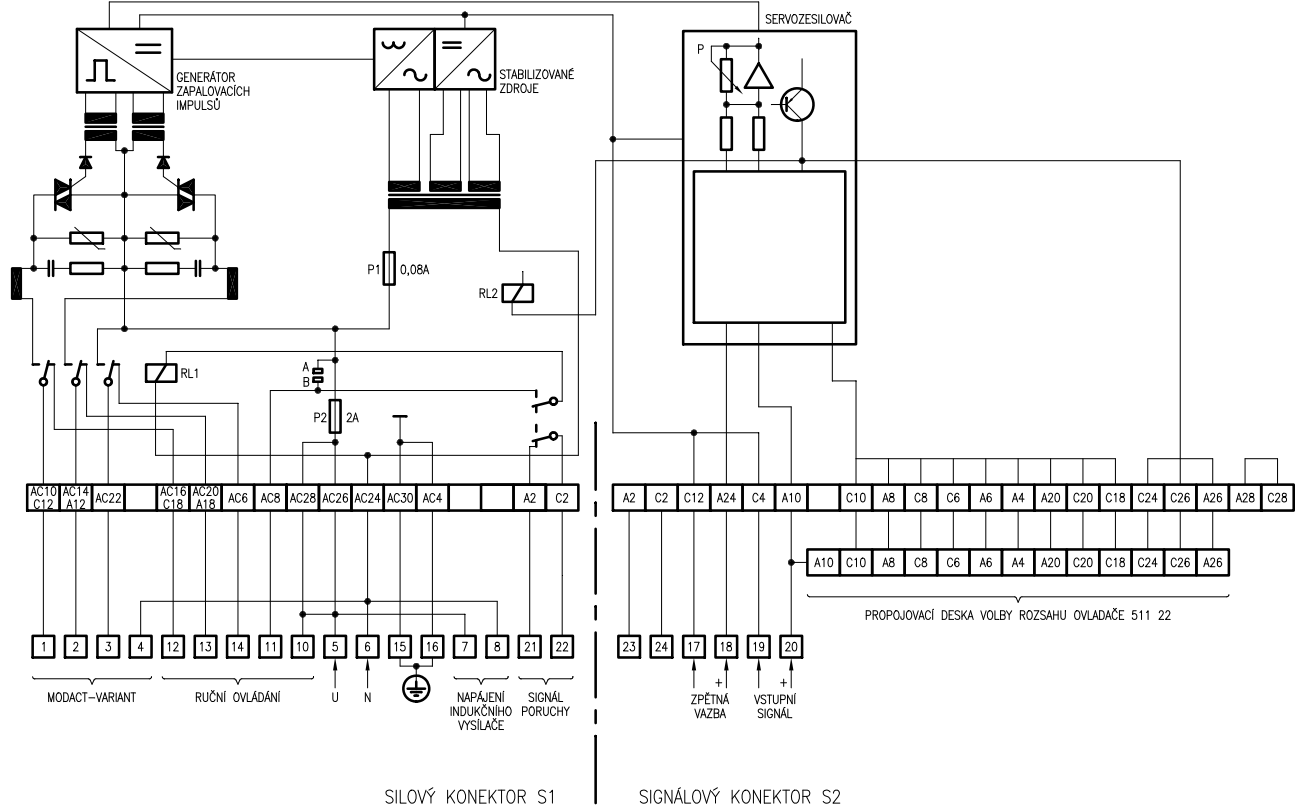 SERVOZESILOVAČ
P
GENERÁTOR
ZAPALOVACÍCH
IMPULSŮ
STABILIZOVANÉ
ZDROJE
P1
0,08A
RL2
RL1
A
B
P2
2A
AC10
C12
AC14
A12
AC22
AC16
C18
AC20
A18
AC6
AC8
AC28
AC26
AC24
AC30
AC4
A2
C2
A2
C2
C12
A24
C4
A10
C10
A8
C8
C6
A6
A4
A20
C20
C18
C24
C26
A26
A28
C28
A10
C10
A8
C8
C6
A6
A4
A20
C20
C18
C24
C26
A26
PROPOJOVACÍ DESKA VOLBY ROZSAHU OVLADAČE 511 22
1
2
3
4
12
13
14
11
10
5
6
15
16
7
8
21
22
23
24
17
18
19
20
+
+
MODACT-VARIANT
RUČNÍ OVLÁDÁNÍ
U
N
NAPÁJENÍ
INDUKČNÍHO
VYSÍLAČE
SIGNÁL
PORUCHY
ZPĚTNÁ
VAZBA
VSTUPNÍ
SIGNÁL
SILOVÝ KONEKTOR S1
SIGNÁLOVÝ KONEKTOR S2